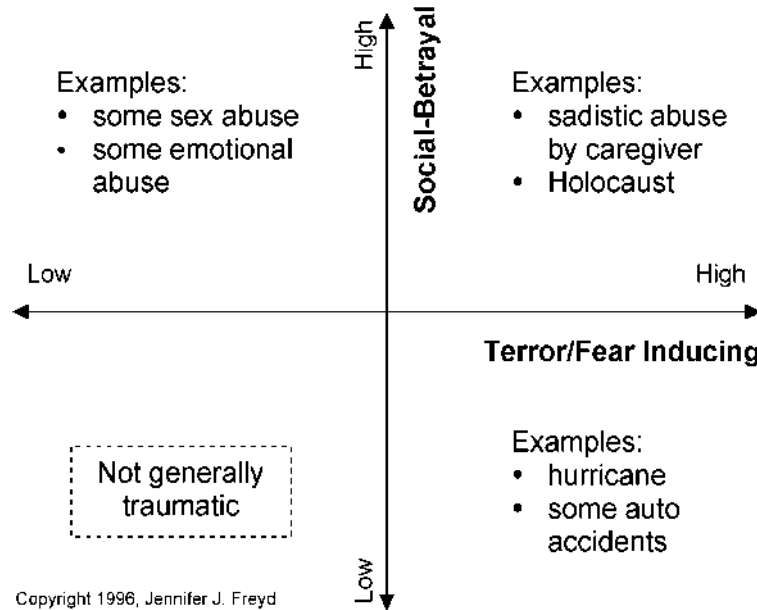 High
Social-Betrayal
Examples:
• some sex abuse
• some emotional
abuse
Examples:
• sadistic abuse
by caregiver
• Holocaust
Low
High
Terror/Fear Inducing
Not generally
traumatic
Examples:
• hurricane
• some auto
accidents
Low
Copyright 1996, Jennifer J. Freyd